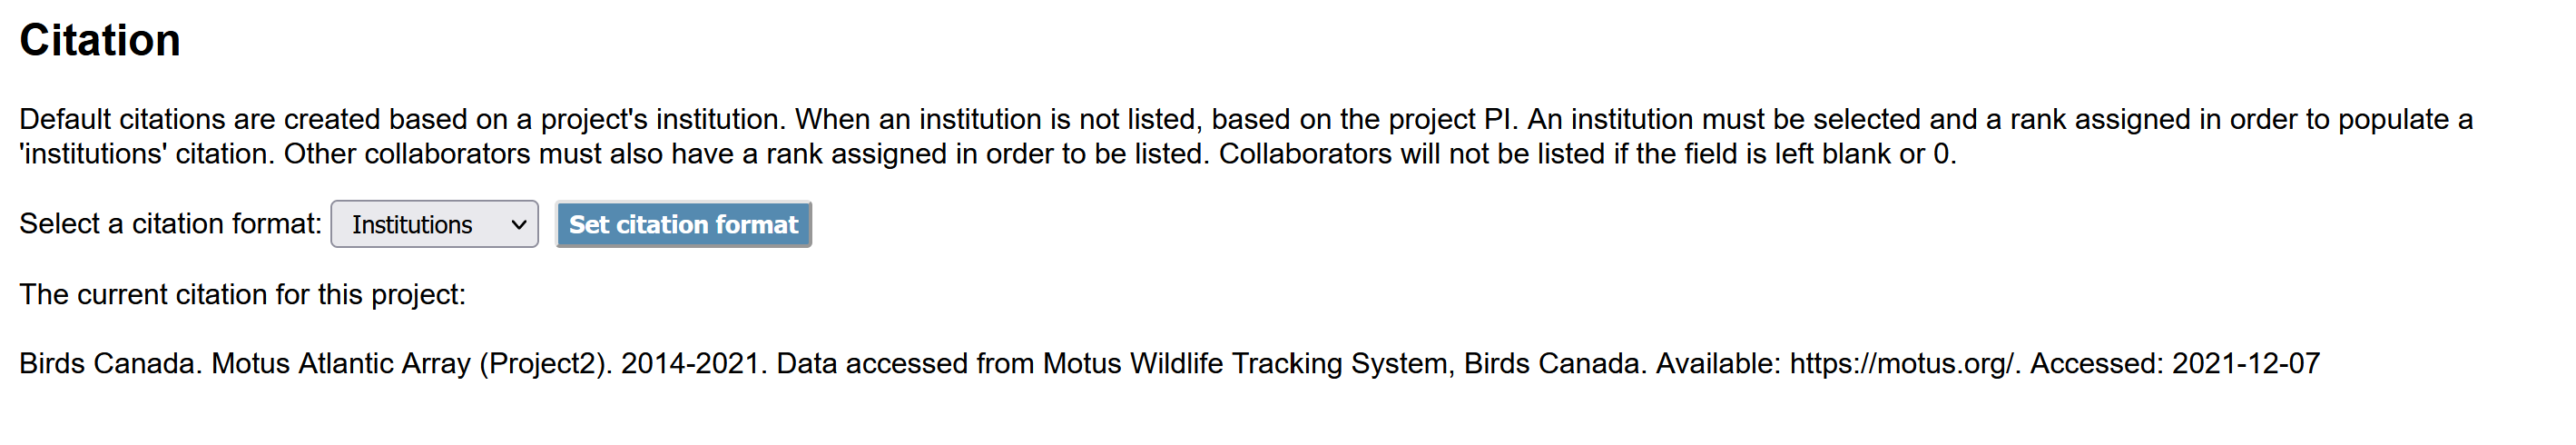 Citation
Default citations are created based on a project's institution. When an institution is not listed, based on the project PI. An institution must be selected and a rank assigned in order to populate a
'institutions' citation. Other collaborators must also have a rank assigned in order to be listed. Collaborators will not be listed if the field is left blank or 0.
Select a citation format: Institutions Set citation format
The current citation for this project:
Birds Canada. Motus Atlantic Array (Project2). 2014-2021. Data accessed from Motus Wildlife Tracking System, Birds Canada. Available: https://motus.org/. Accessed: 2021-12-07